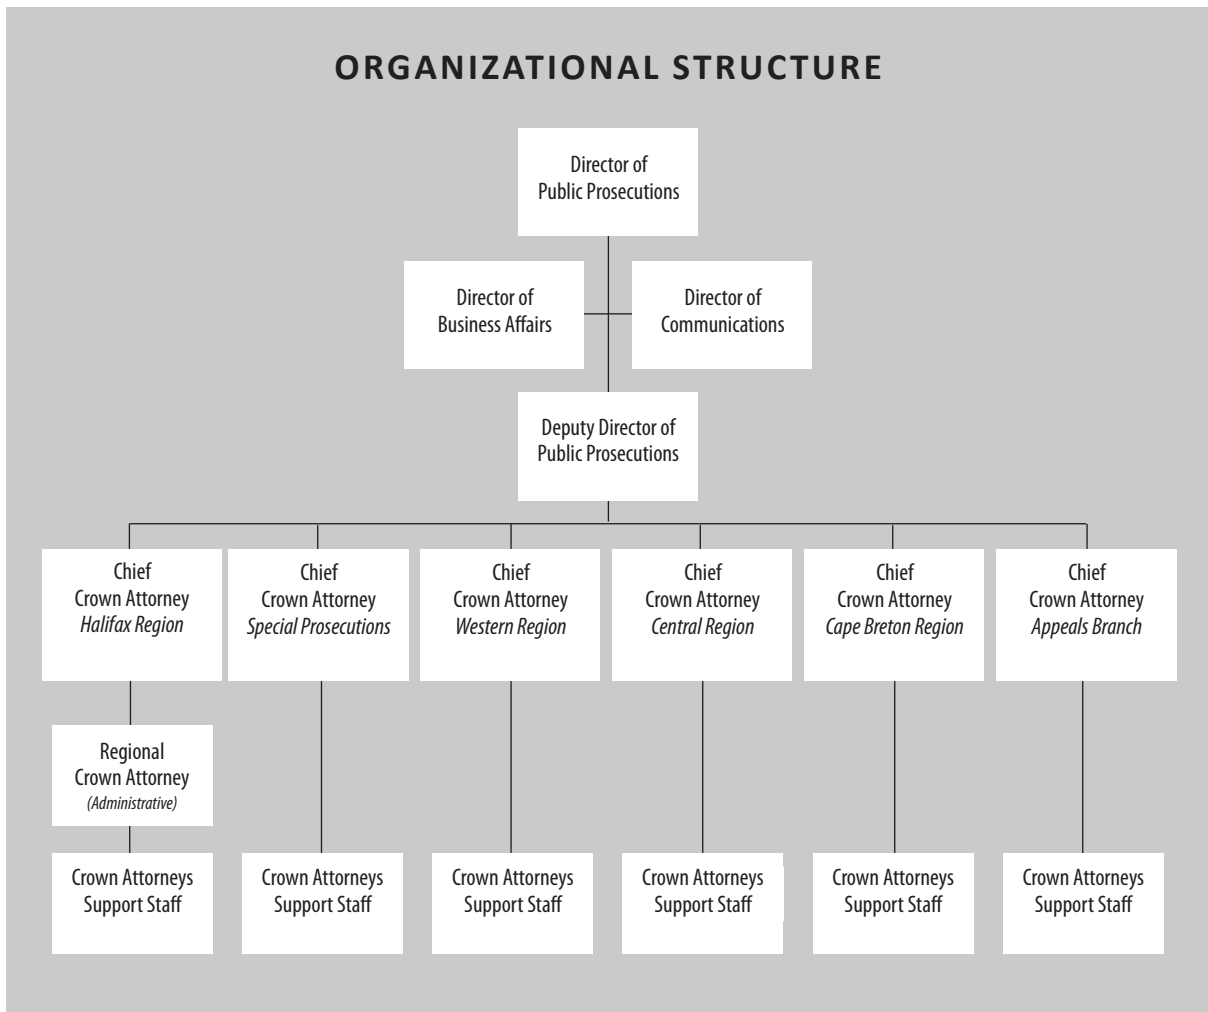 ORGANIZATIONAL STRUCTURE
Director of
Public Prosecutions
Director of
Business Affairs
Director of
Communications
Deputy Director of
Public Prosecutions
Chief
Crown Attorney
Halifax Region
Chief
Crown Attorney
Special Prosecutions
Chief
Crown Attorney
Western Region
Chief
Crown Attorney
Central Region
Chief
Crown Attorney
Cape Breton Region
Chief
Crown Attorney
Appeals Branch
Regional
Crown Attorney
(Administrative)
Crown Attorneys
Support Staff
Crown Attorneys
Support Staff
Crown Attorneys
Support Staff
Crown Attorneys
Support Staff
Crown Attorneys
Support Staff
Crown Attorneys
Support Staff